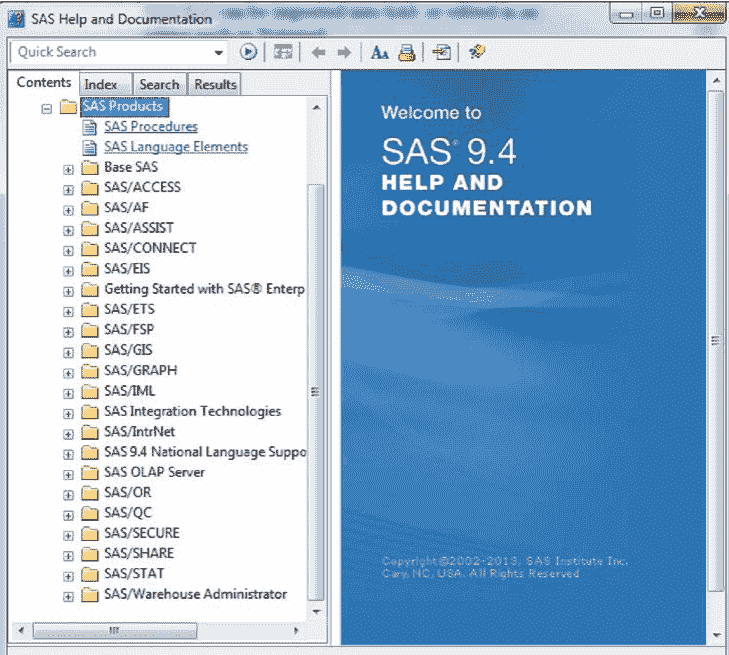 SAS Help and Documentation
Quick Search
Contents Index Search Results
SAS Products
SAS Procedures
SAS Language Elements
Base SAS
SAS/ACCESS
SAS/AF
SAS/ASSIST
SAS/CONNECT
SAS/EIS
Getting Started with SAS® Enterp
SAS/ETS
SAS/FSP
SAS/GIS
SAS/GRAPH
SAS/IML
SAS Integration Technologies
SAS/IntrNet
SAS 9.4 National Language Suppo
SAS OLAP Server
SAS/OR
SAS/QC
SAS/SECURE
SAS/SHARE
SAS/STAT
SAS/Warehouse Administrator
Welcome to
SAS® 9.4
HELP AND
DOCUMENTATION
Copyright©2002-2013, SAS Institute Inc.
Cary, NC, USA. All Rights Reserved